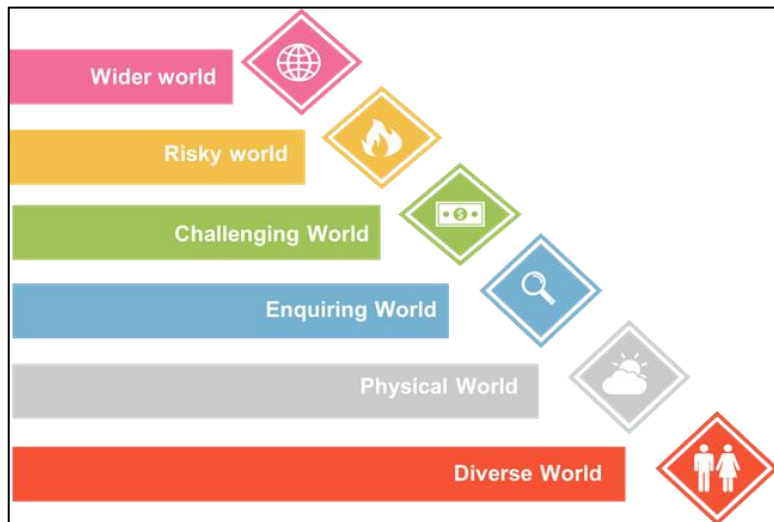 Wider world
Risky world
Challenging World
$
Enquiring World
Physical World
Diverse World